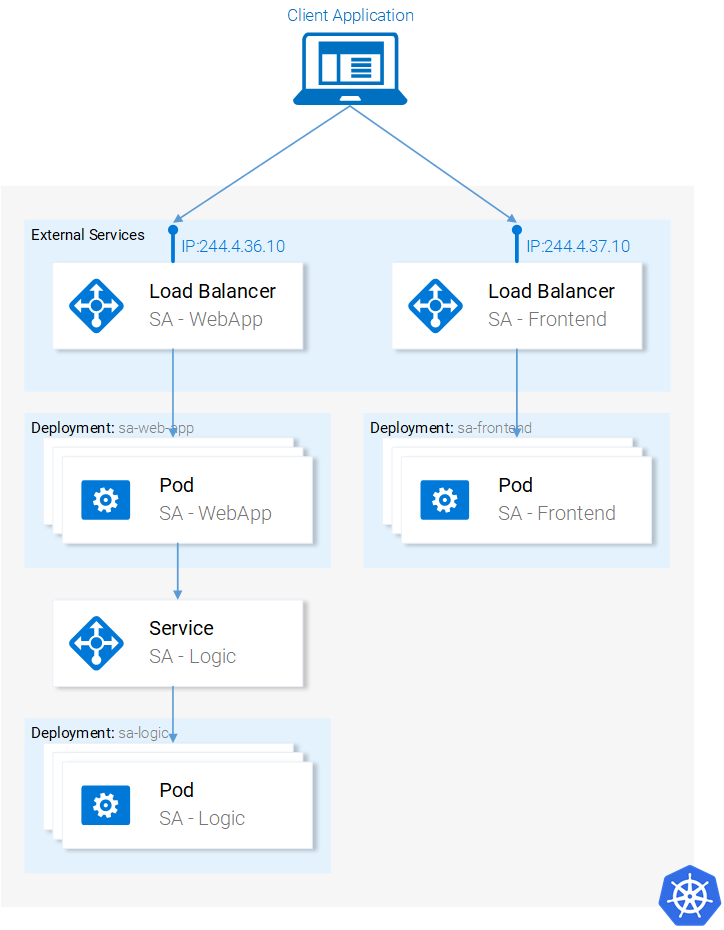 Client Application
External Services
IP:244.4.36.10
IP:244.4.37.10
Load Balancer
SA - WebApp
Load Balancer
SA - Frontend
Deployment: sa-web-app
Deployment: sa-frontend
Pod
SA - WebApp
Pod
SA - Frontend
Service
SA - Logic
Deployment: sa-logic
Pod
SA - Logic